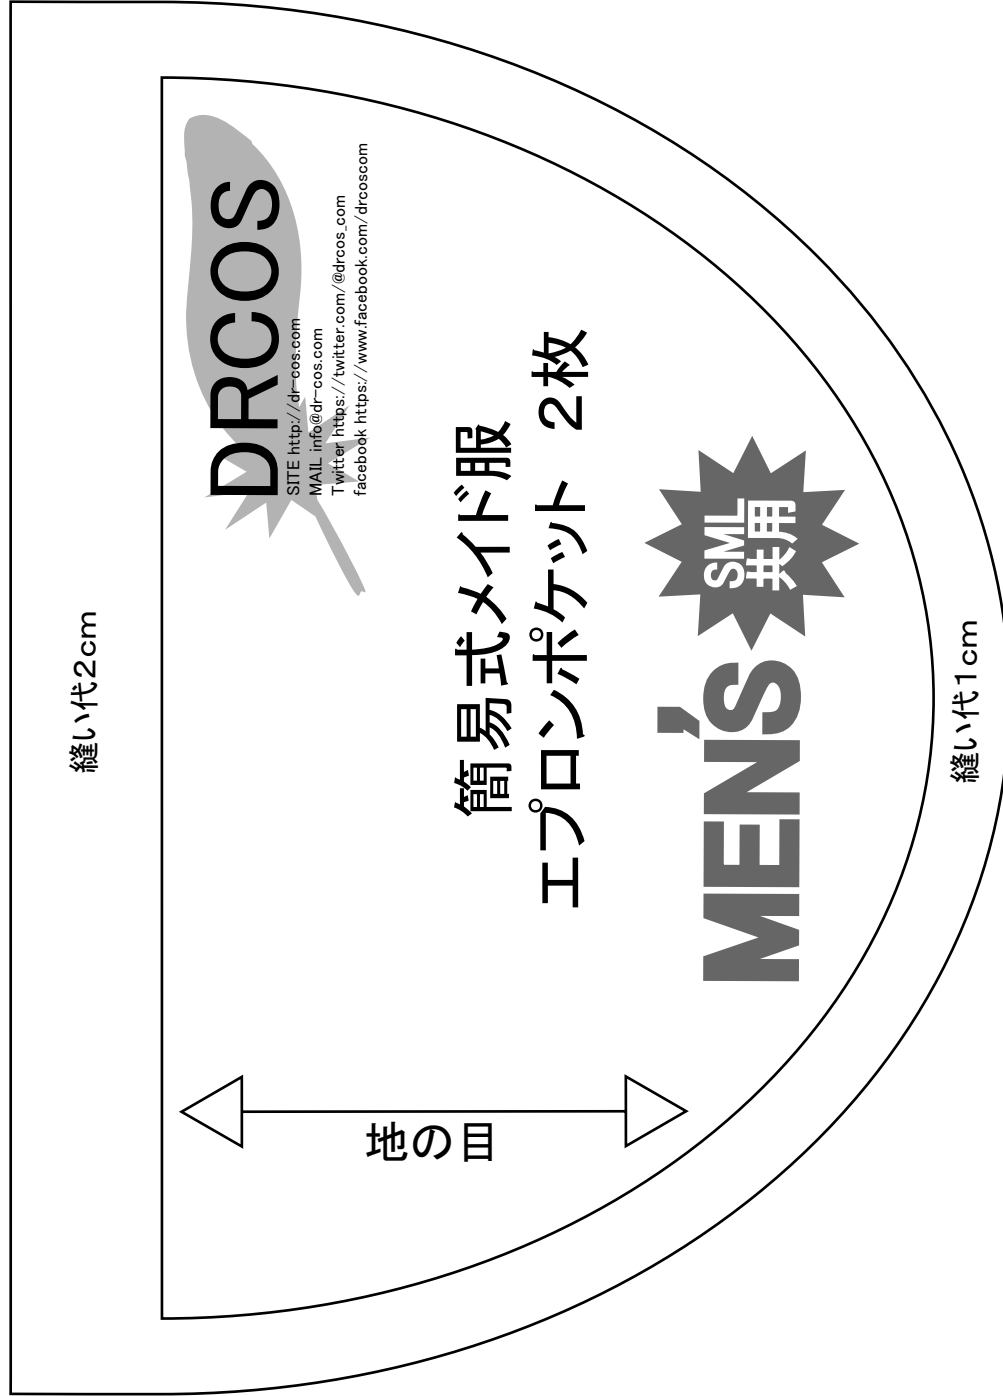 DRCOS
SITE http://dr-cos.com
MAIL info@dr-cos.com
Twitter https://twitter.com/@drcos_com
facebook https://www.facebook.com/drcoscom
簡易式メイド服
エプロンポケット 2枚
MEN'S
SML
共用
縫い代2cm
縫い代1cm
地の目